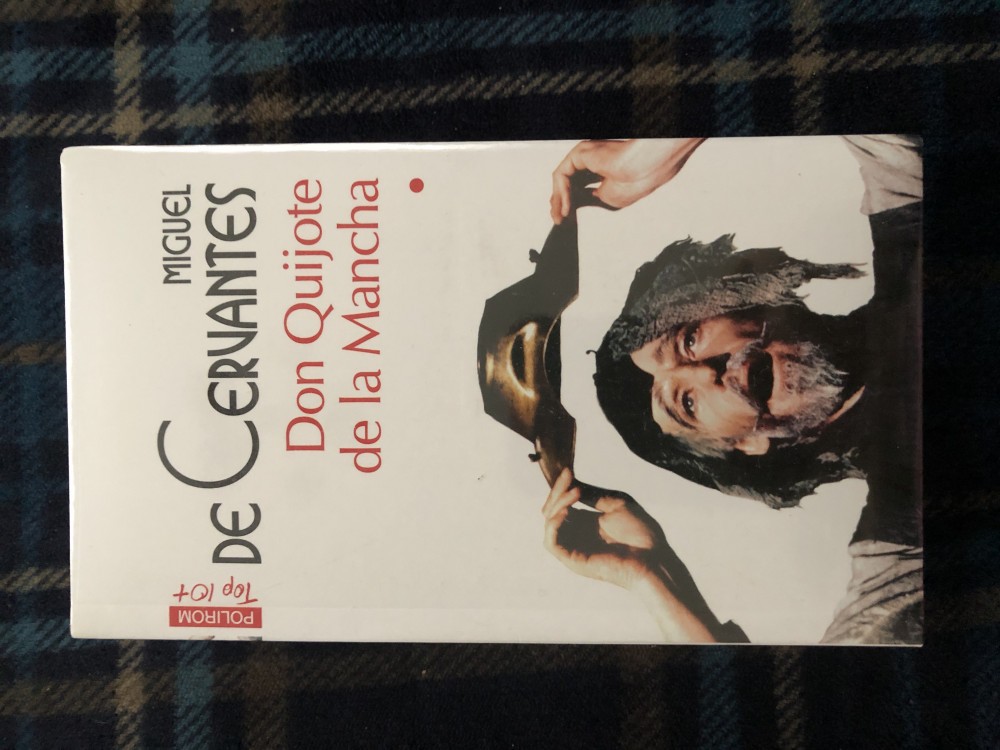 MIGUEL
DE CERVANTES
Don Quijote
de la Mancha
POLIROM
Top 10+